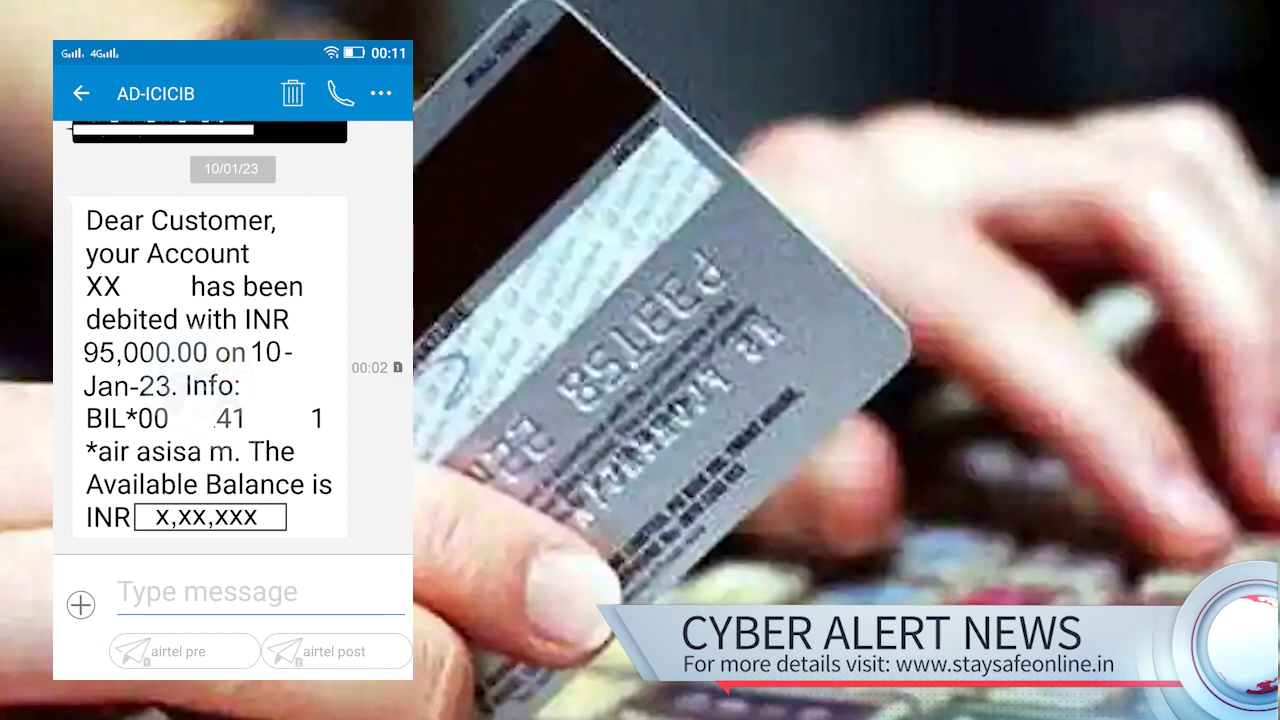 00:11
AD-ICICIB
10/01/23
Dear Customer,
your Account
XX has been
debited with INR
95,000.00 on 10-
Jan-23. Info:
BIL*00 41 1
*air asisa m. The
Available Balance is
INR X,XX,XXX
00:02
Type message
airtel pre
airtel post
CYBER ALERT NEWS
For more details visit: www.staysafeonline.in